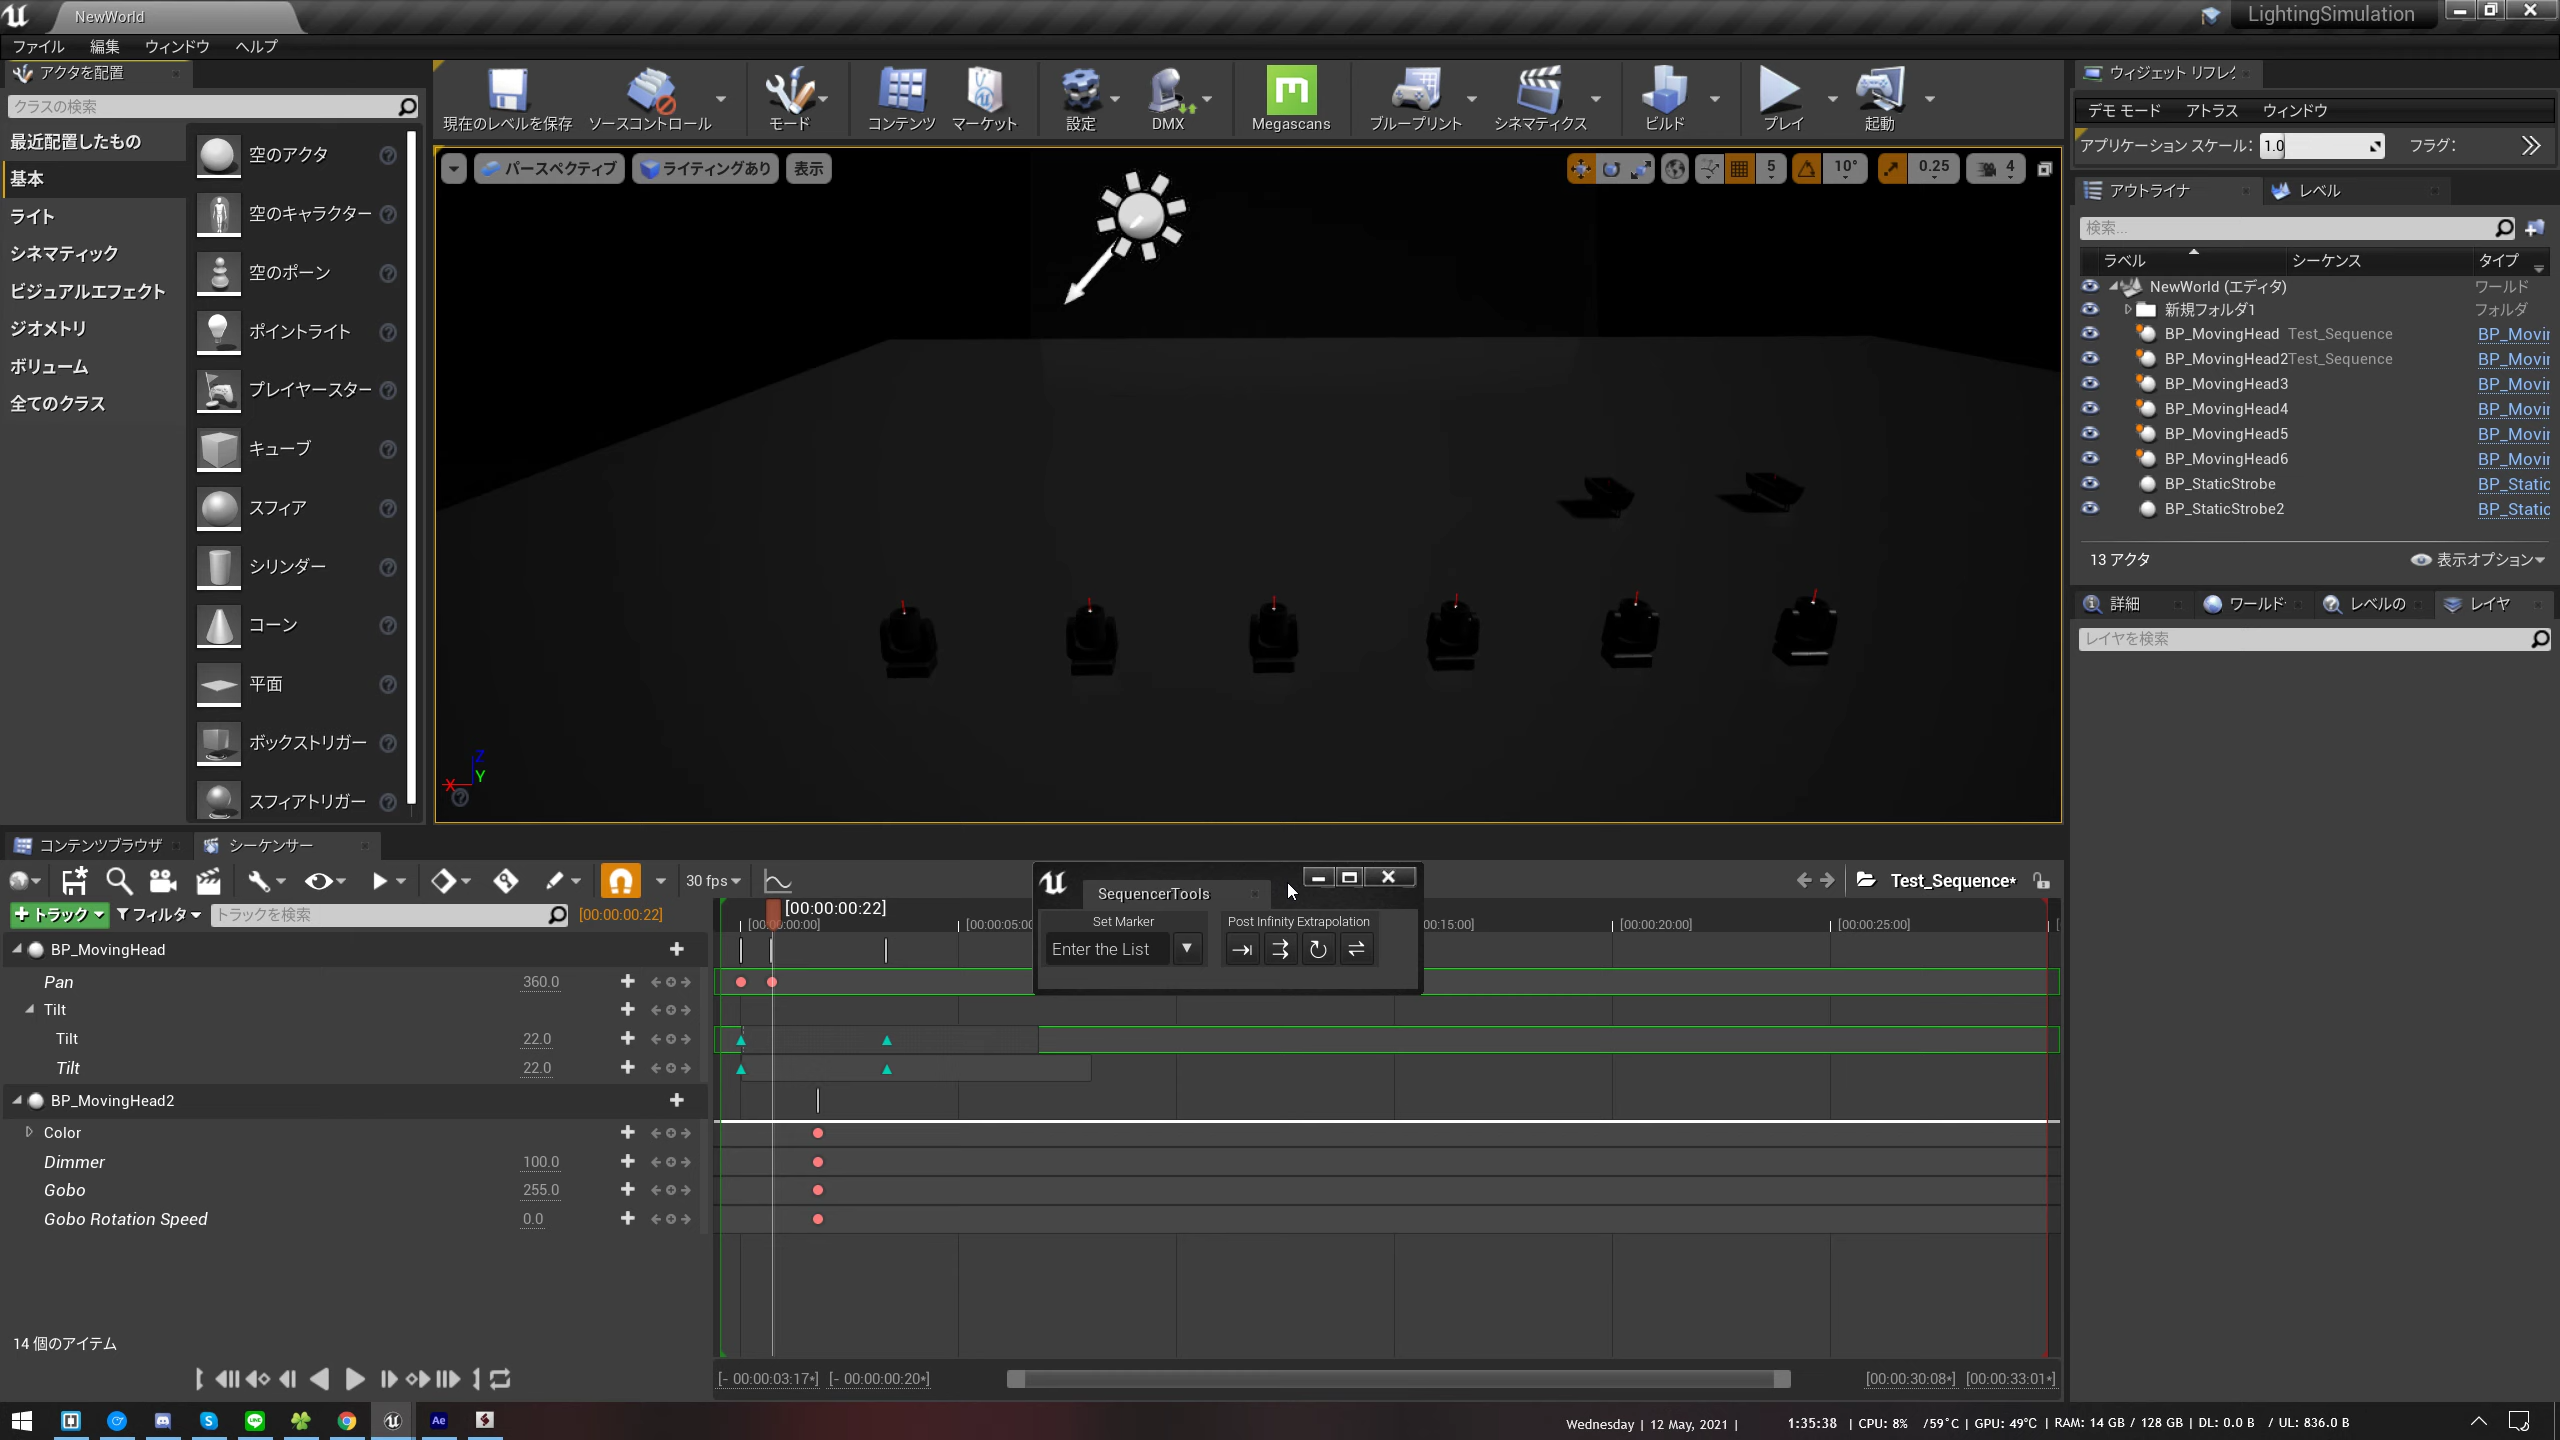 NewWorld
LightingSimulation
ファイル 編集 ウィンドウ ヘルプ
アクタを配置
クラスの検索
最近配置したもの
基本
ライト
シネマティック
ビジュアルエフェクト
ジオメトリ
ボリューム
全てのクラス
空のアクタ
空のキャラクター
空のポーン
ポイントライト
プレイヤースター
キューブ
スフィア
シリンダー
コーン
平面
ボックストリガー
スフィアトリガー
現在のレベルを保存 ソースコントロール モード コンテンツ マーケット 設定 DMX Megascans ブループリント シネマティクス ビルド プレイ 起動
パースペクティブ ライティングあり 表示
5 10° 0.25 4
Z
Y
X
ウィジェット リフレク
デモ モード アトラス ウィンドウ
アプリケーション スケール: 1.0 フラグ:
アウトライナ レベル
検索...
ラベル シーケンス タイプ
NewWorld (エディタ) ワールド
新規フォルダ1 フォルダ
BP_MovingHead Test_Sequence BP_Movin
BP_MovingHead2 Test_Sequence BP_Movin
BP_MovingHead3 BP_Movin
BP_MovingHead4 BP_Movin
BP_MovingHead5 BP_Movin
BP_MovingHead6 BP_Movin
BP_StaticStrobe BP_Static
BP_StaticStrobe2 BP_Static
13 アクタ 表示オプション
詳細 ワールド レベルの レイヤ
レイヤを検索
コンテンツブラウザ シーケンサー
30 fps
Test_Sequence*
トラック フィルタ トラックを検索 [00:00:00:22]
[00:00:00:22]
[00:00:00:00] [00:00:05:00 00:15:00] [00:00:20:00] [00:00:25:00] [
SequencerTools
Set Marker Post Infinity Extrapolation
Enter the List
BP_MovingHead
Pan 360.0
Tilt
Tilt 22.0
Tilt 22.0
BP_MovingHead2
Color
Dimmer 100.0
Gobo 255.0
Gobo Rotation Speed 0.0
14 個のアイテム
[- 00:00:03:17*] [- 00:00:00:20*] [00:00:30:08*] [00:00:33:01*]
Ae
Wednesday | 12 May, 2021 | 1:35:38 | CPU: 8% /59°C | GPU: 49℃ | RAM: 14 GB / 128 GB | DL: 0.0 B / UL: 836.0 B